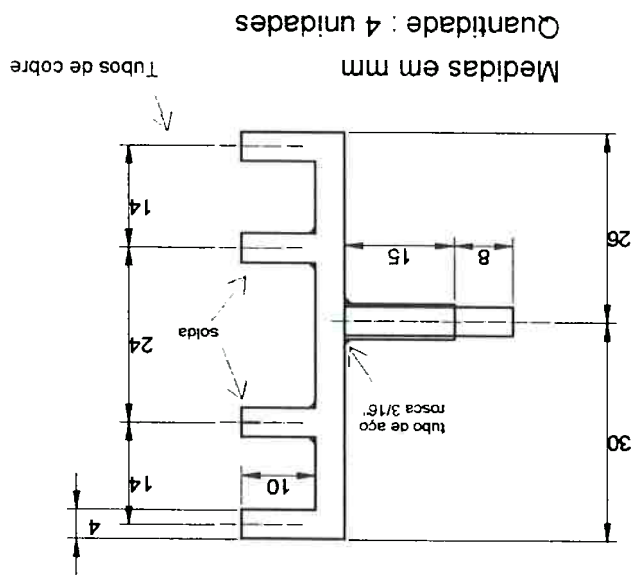 4
14
10
30
tubo de aço
rosca 3/16"
24
solda
15
8
26
14
Tubos de cobre
Medidas em mm
Quantidade : 4 unidades